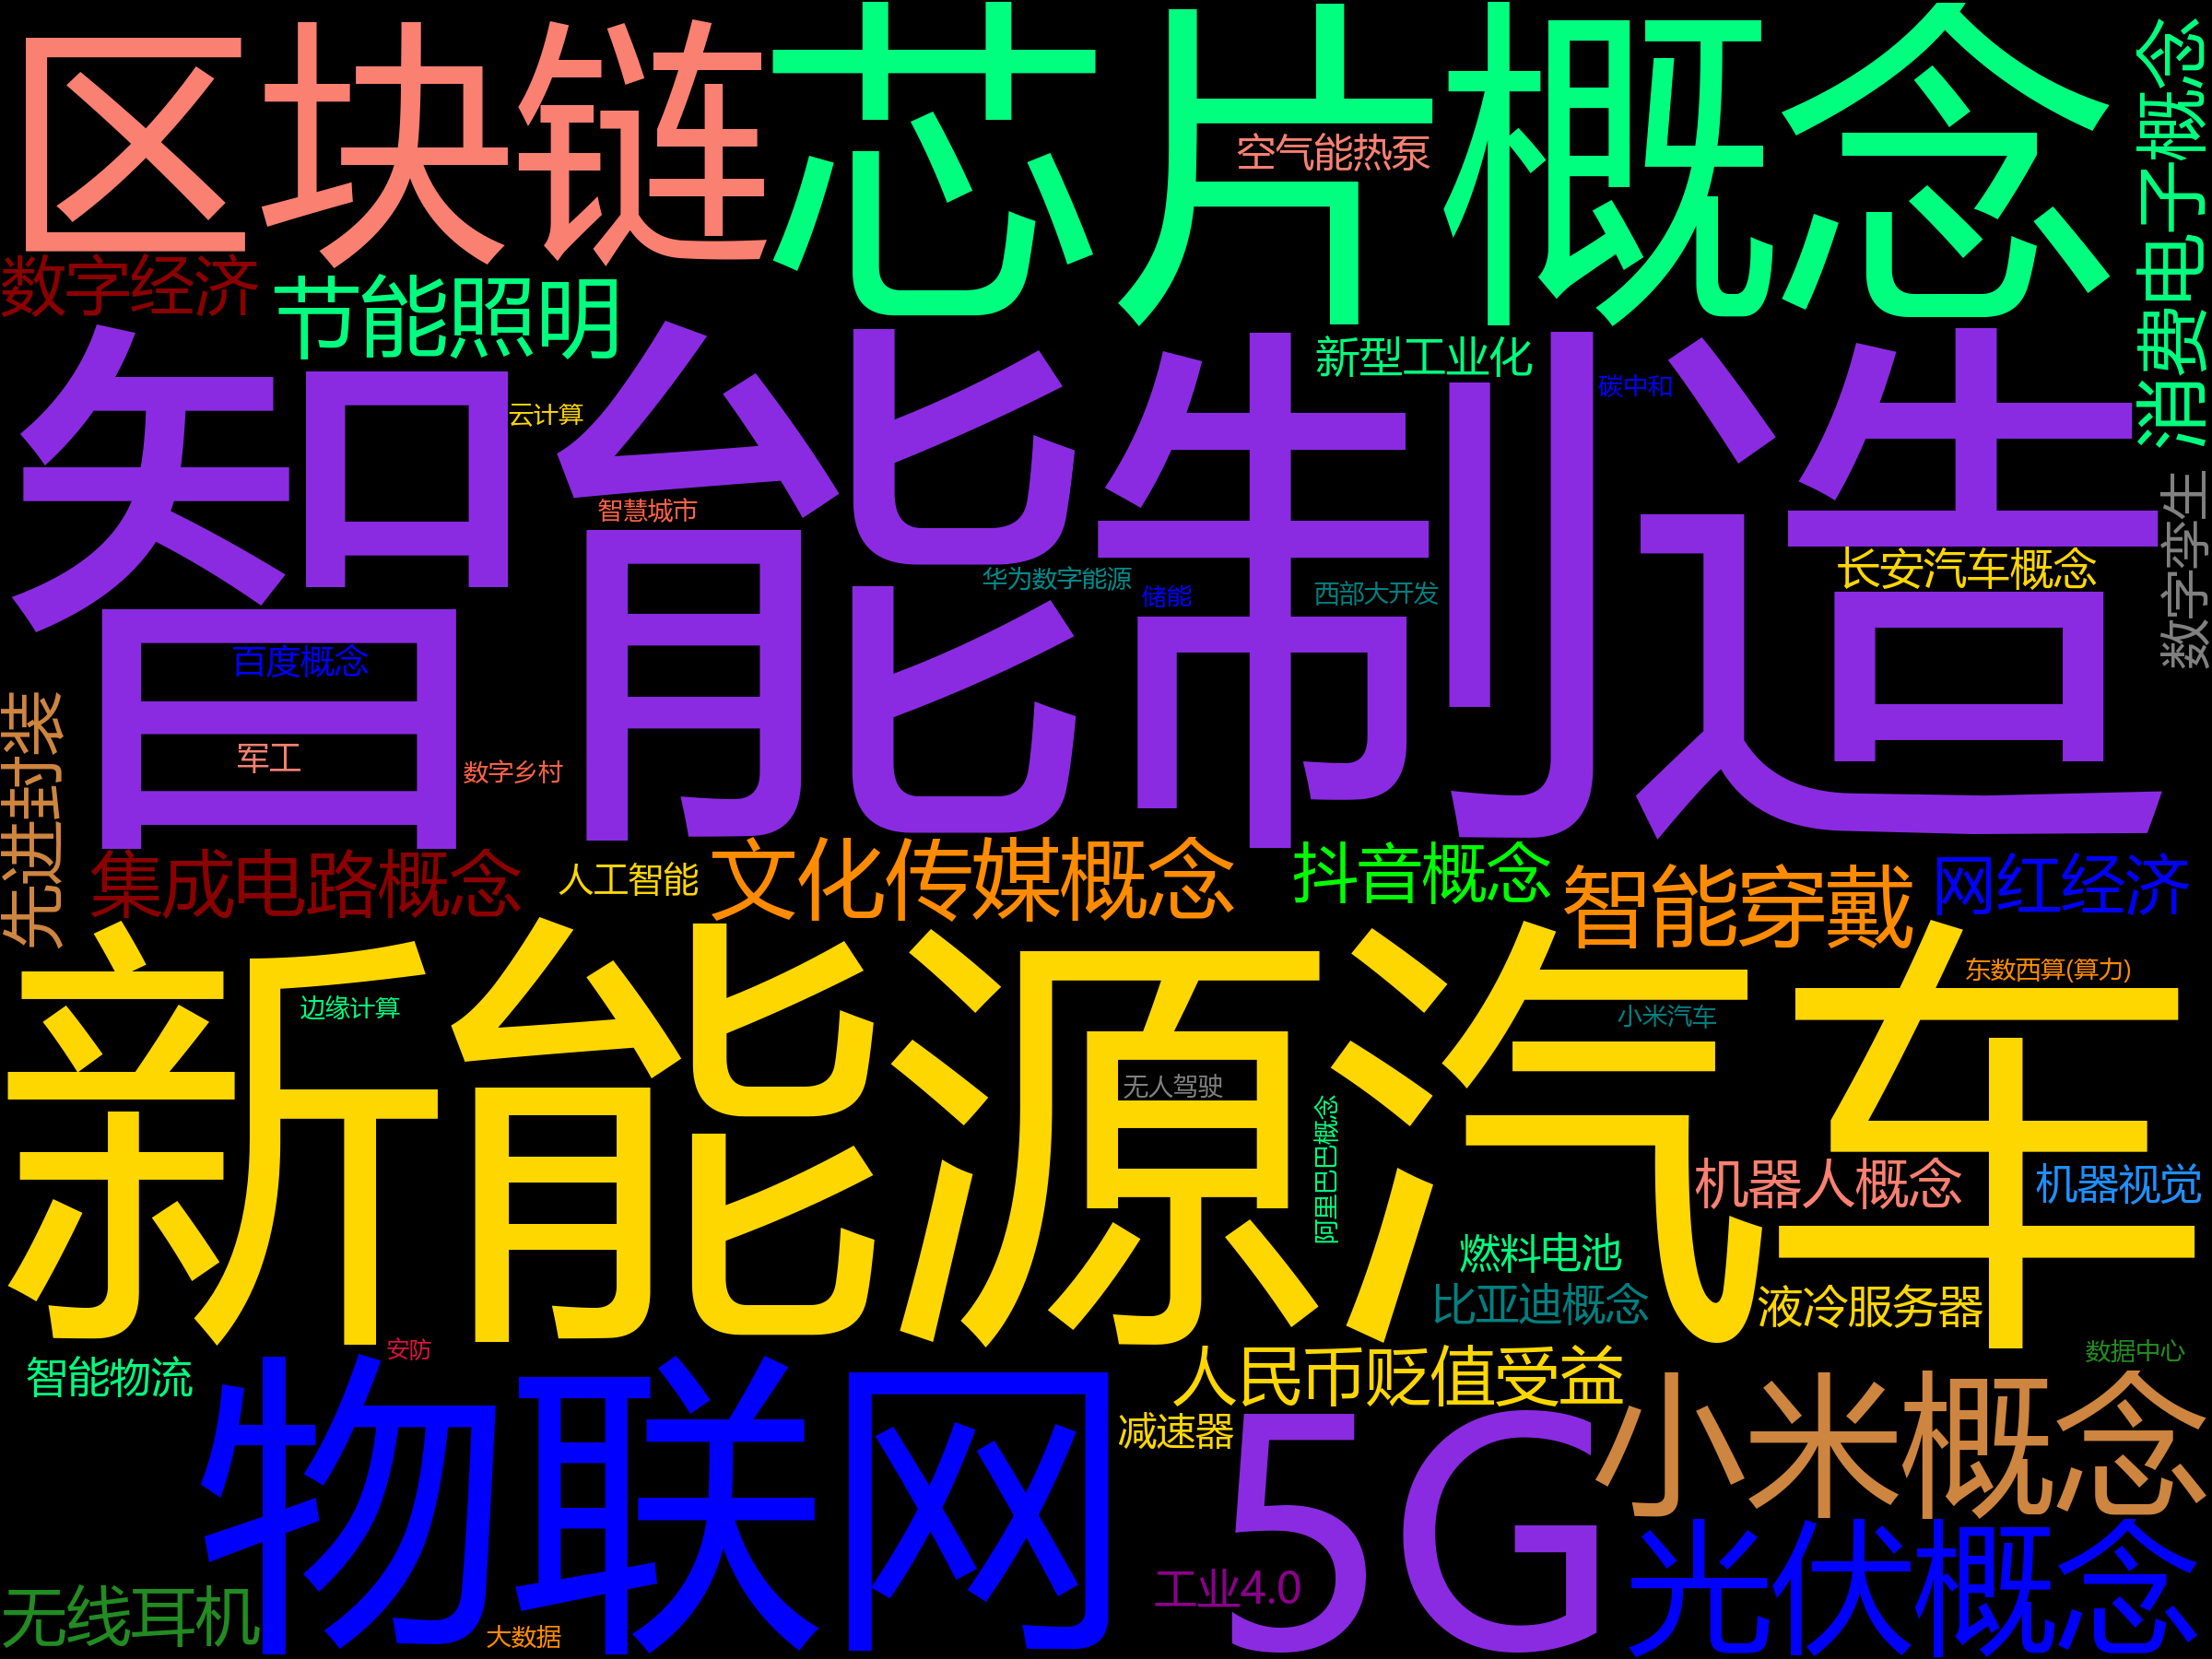 区块链
芯片概念
消费电子概念
空气能热泵
数字经济
节能照明
新型工业化
碳中和
智能制造
云计算
智慧城市
数字孪生
长安汽车概念
华为数字能源
储能
西部大开发
百度概念
先进封装
军工
数字乡村
集成电路概念
人工智能
文化传媒概念
抖音概念
智能穿戴
网红经济
新能源汽车
东数西算(算力)
边缘计算
小米汽车
无人驾驶
阿里巴巴概念
机器人概念
机器视觉
燃料电池
比亚迪概念
液冷服务器
安防
数据中心
智能物流
人民币贬值受益
物联网
减速器
5G
小米概念
工业4.0
光伏概念
无线耳机
大数据